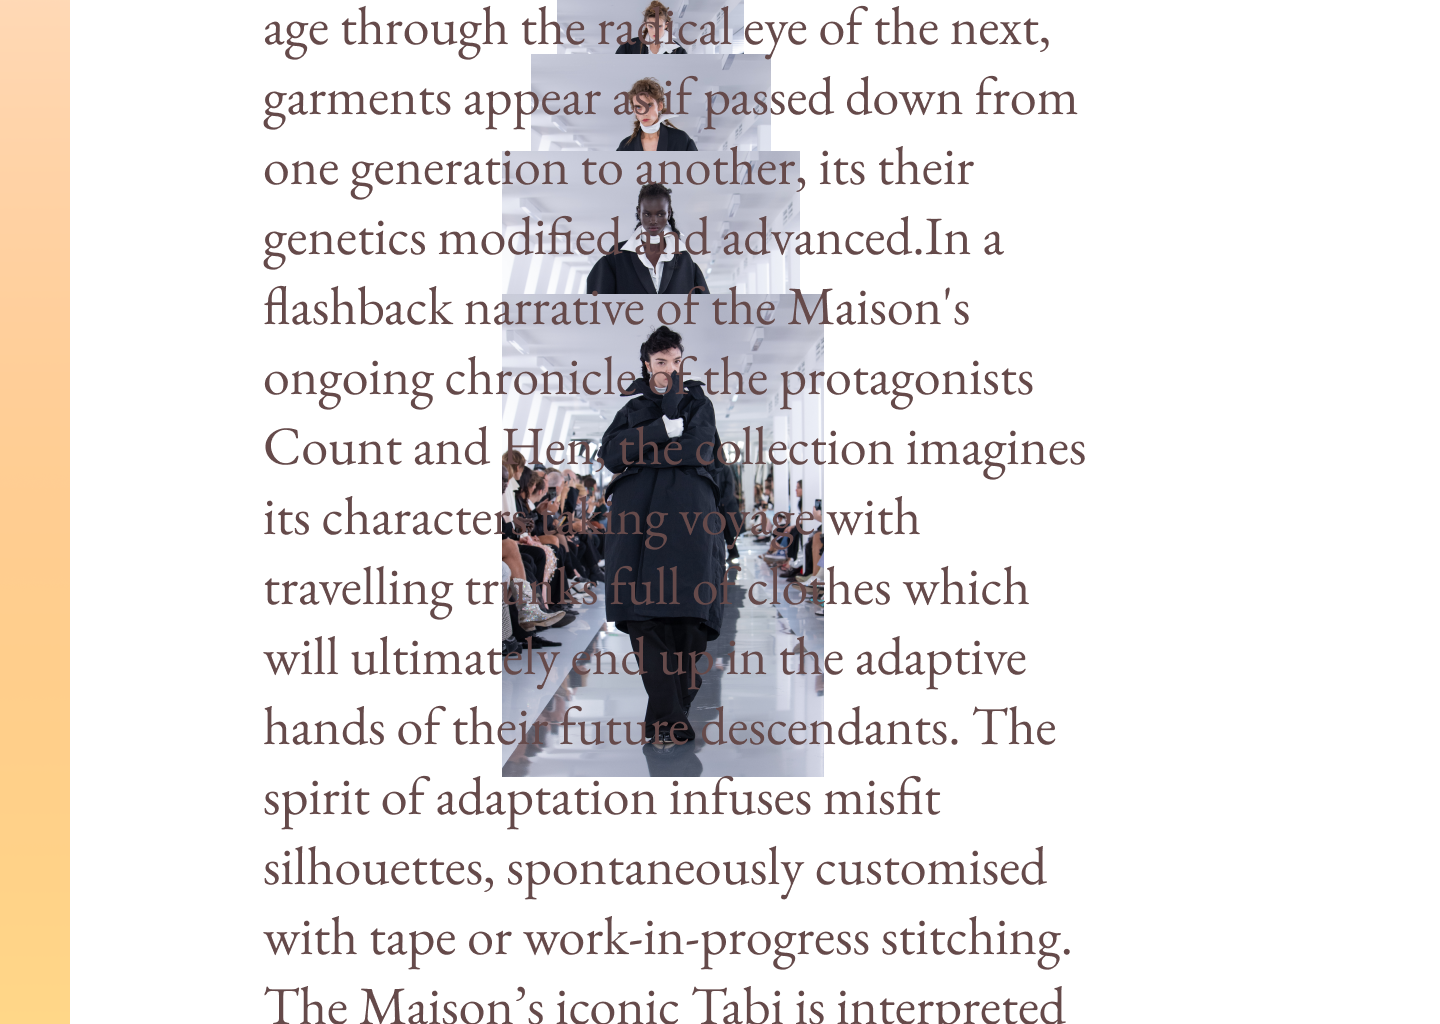 age through the radical eye of the next,
garments appear as if passed down from
one generation to another, its their
genetics modified and advanced.In a
flashback narrative of the Maison's
ongoing chronicle of the protagonists
Count and Hen, the collection imagines
its characters taking voyage with
travelling trunks full of clothes which
will ultimately end up in the adaptive
hands of their future descendants. The
spirit of adaptation infuses misfit
silhouettes, spontaneously customised
with tape or work-in-progress stitching.
The Maison’s iconic Tabi is interpreted